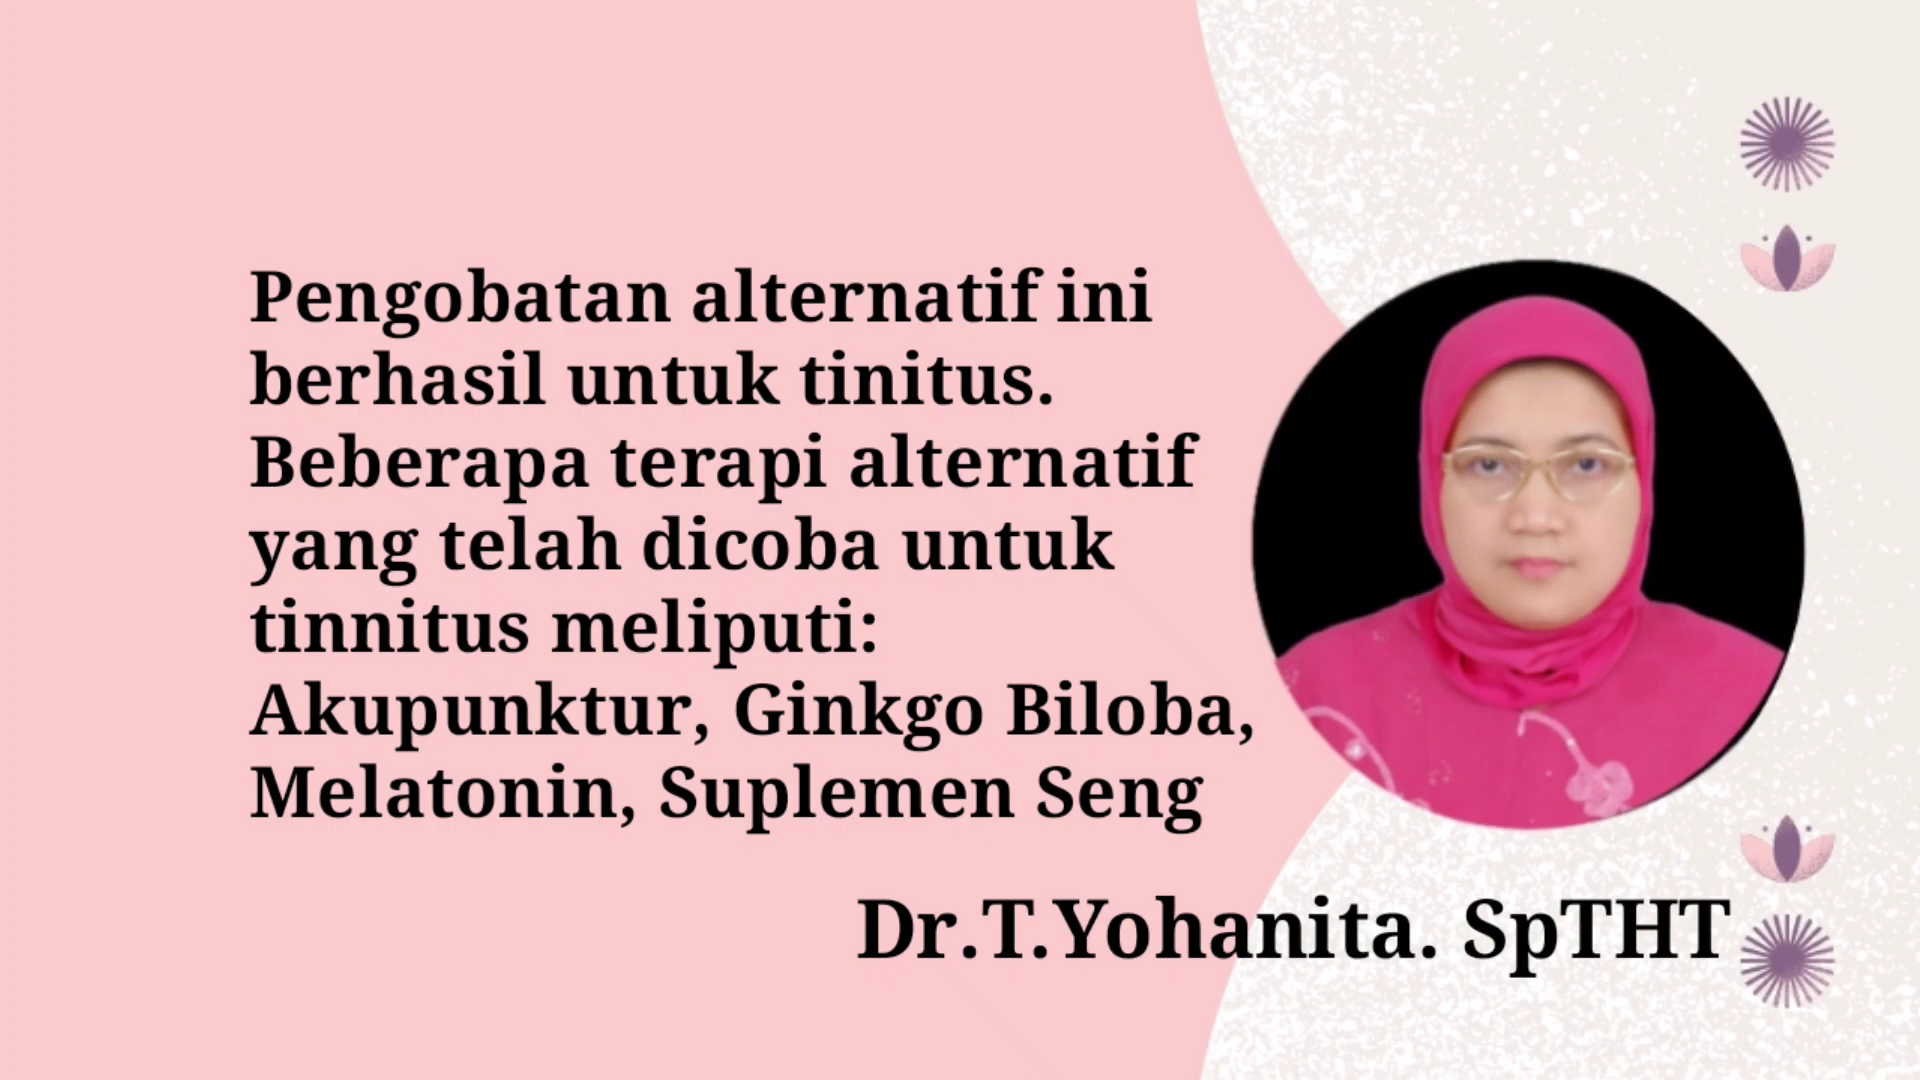 Pengobatan alternatif ini
berhasil untuk tinitus.
Beberapa terapi alternatif
yang telah dicoba untuk
tinnitus meliputi:
Akupunktur, Ginkgo Biloba,
Melatonin, Suplemen Seng
Dr.T.Yohanita. SpTHT